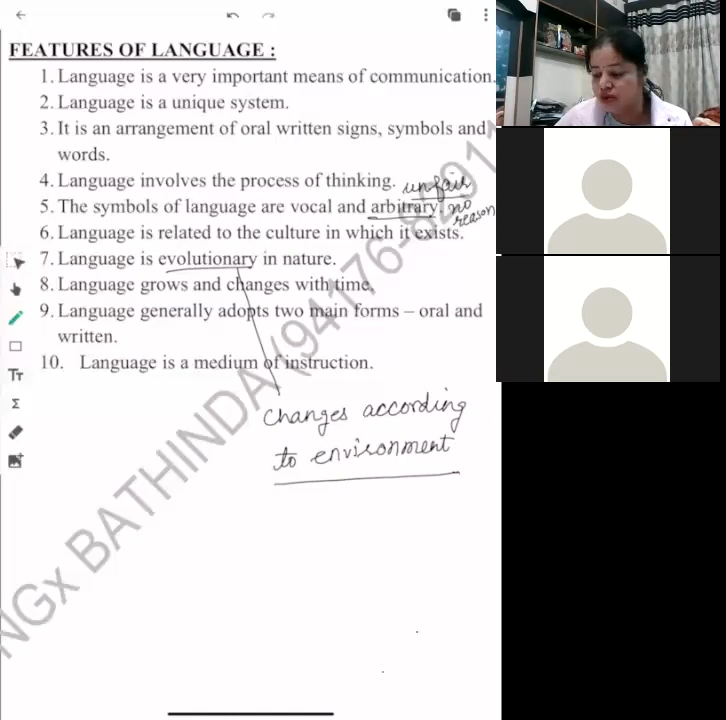 FEATURES OF LANGUAGE :
1. Language is a very important means of communication.
2. Language is a unique system.
3. It is an arrangement of oral written signs, symbols and
words.
4. Language involves the process of thinking.
unfair
5. The symbols of language are vocal and arbitrary. no
reason
6. Language is related to the culture in which it exists.
7. Language is evolutionary in nature.
8. Language grows and changes with time.
9. Language generally adopts two main forms – oral and
written.
10. Language is a medium of instruction.
changes according
to environment
NGx BATHINDA (94176-82911
Tт
Σ